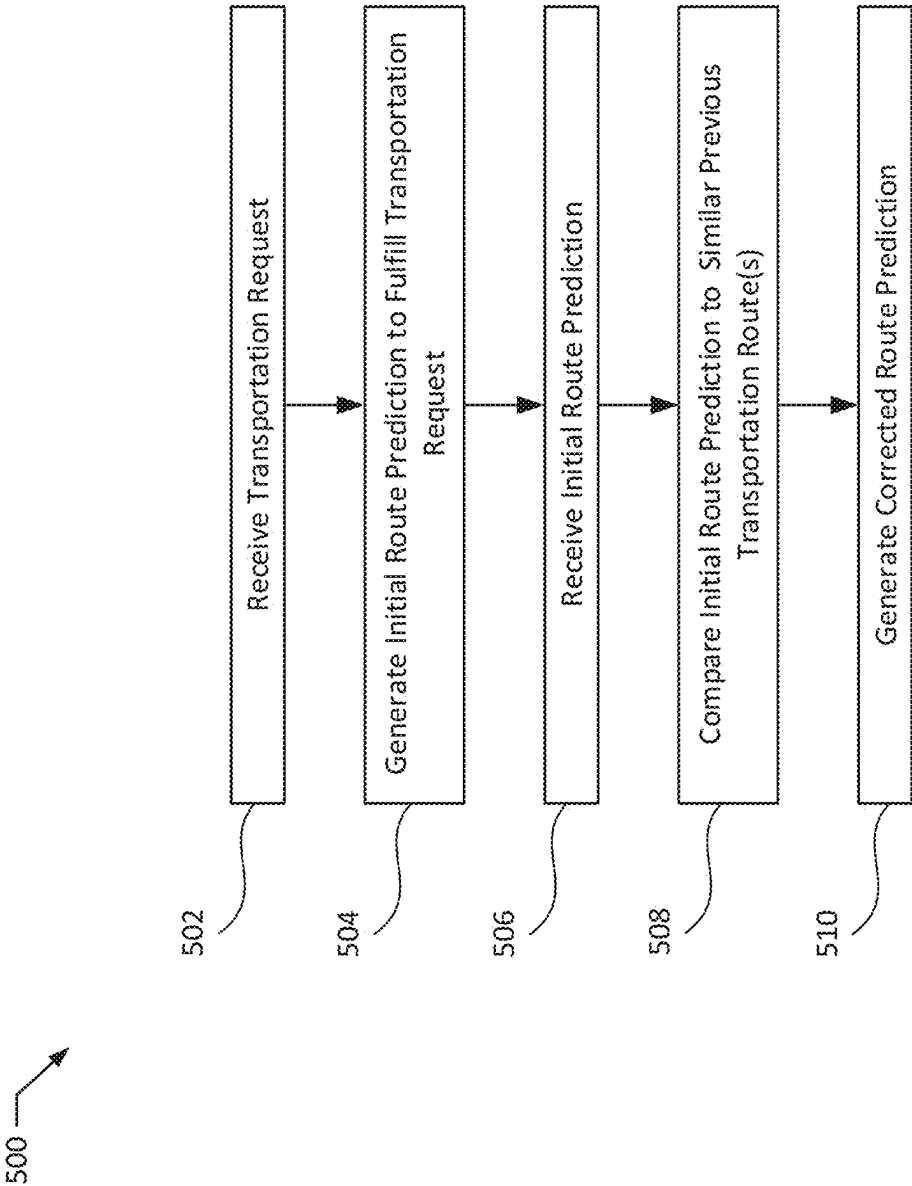 500
502
Receive Transportation Request
504
Generate Initial Route Prediction to Fulfill Transportation
Request
506
Receive Initial Route Prediction
508
Compare Initial Route Prediction to Similar Previous
Transportation Route(s)
510
Generate Corrected Route Prediction